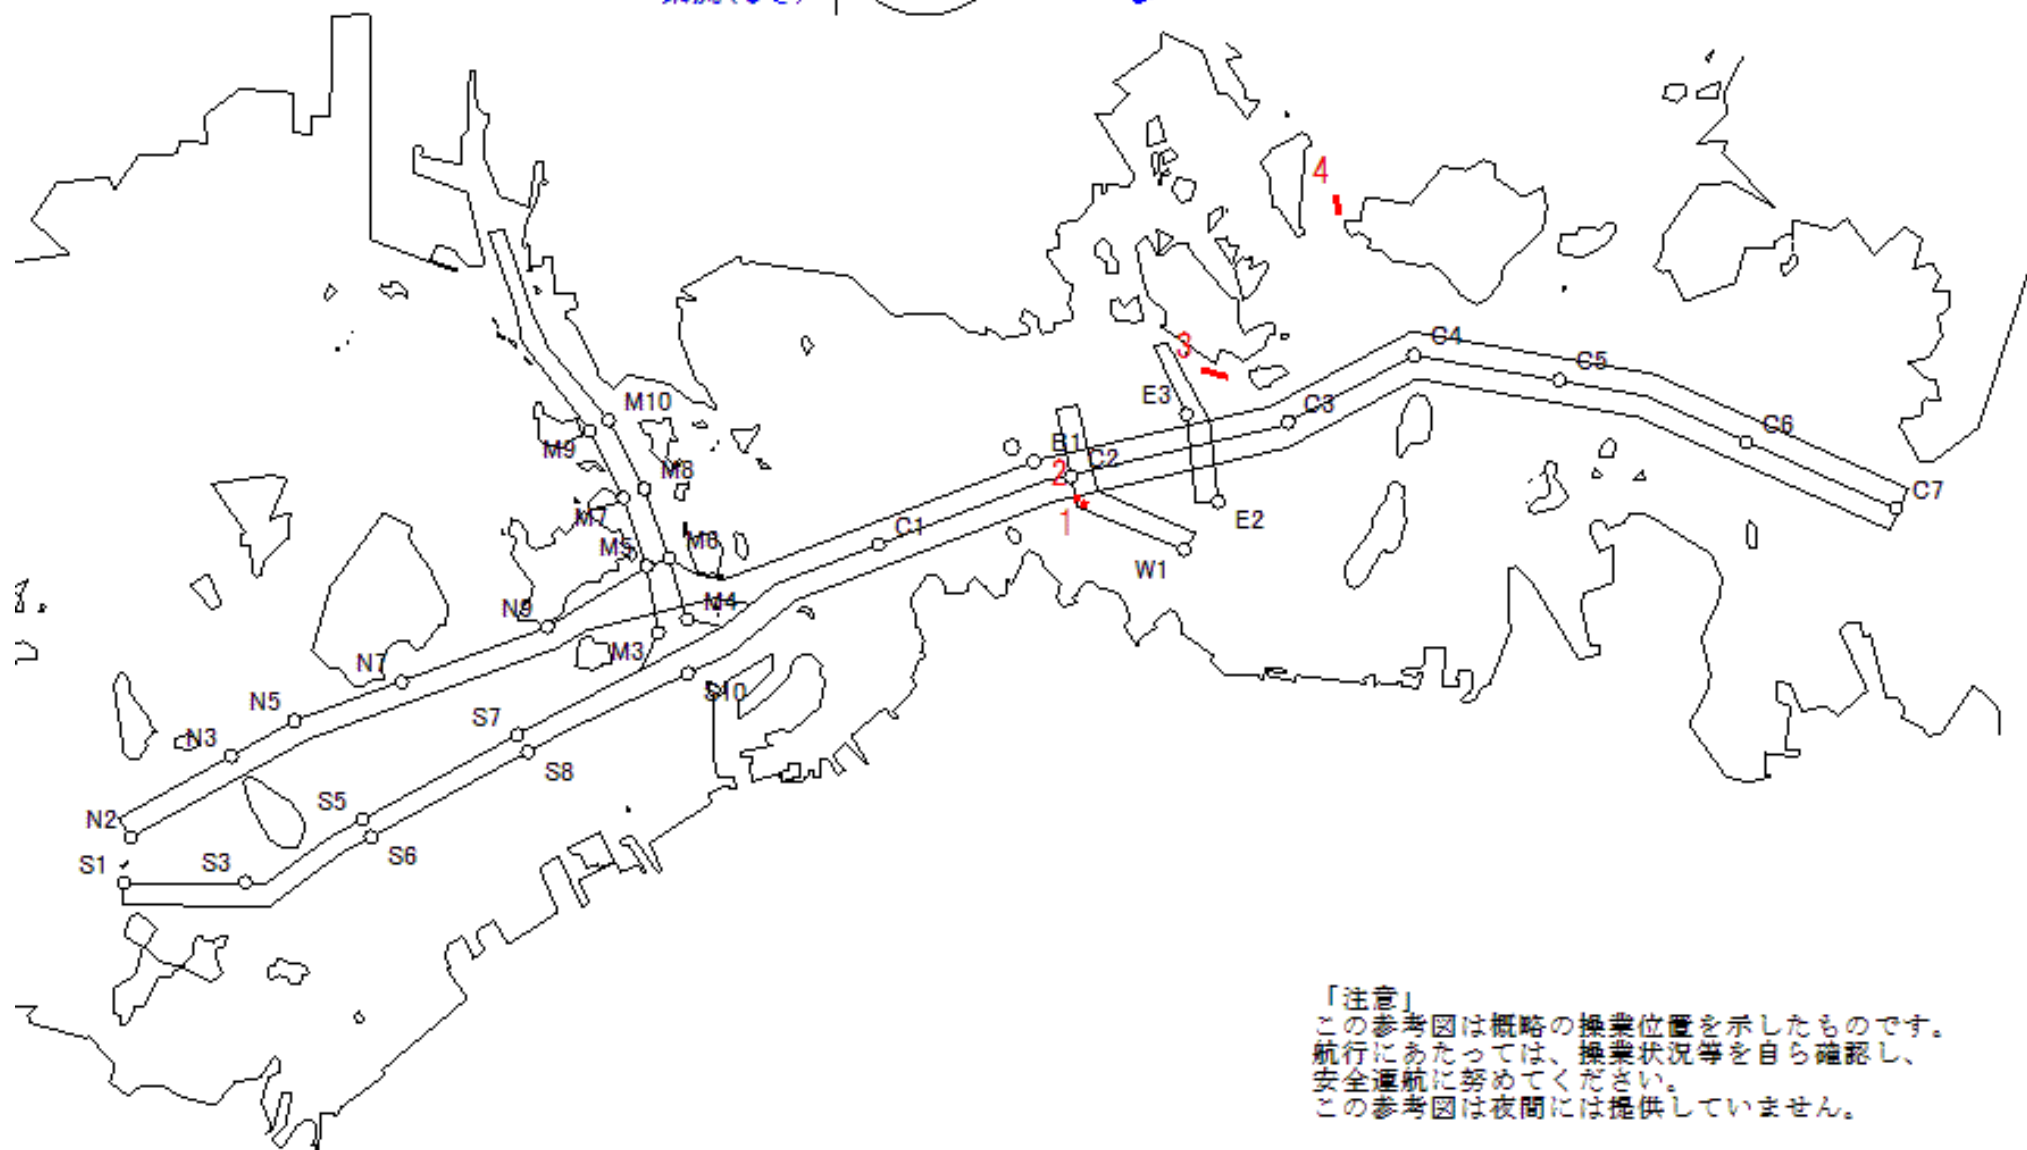 4
C4
3
C5
M10
E3
C3
C6
M9
B1
M8
2
C2
C7
M7
1
E2
C1
M5
M6
W1
N9
M4
N7
M3
S10
N5
S7
N3
S8
S5
N2
S6
S1
S3
「注意」
この参考図は概略の操業位置を示したものです。
航行にあたっては、操業状況等を自ら確認し、
安全運航に努めてください。
この参考図は夜間には提供していません。